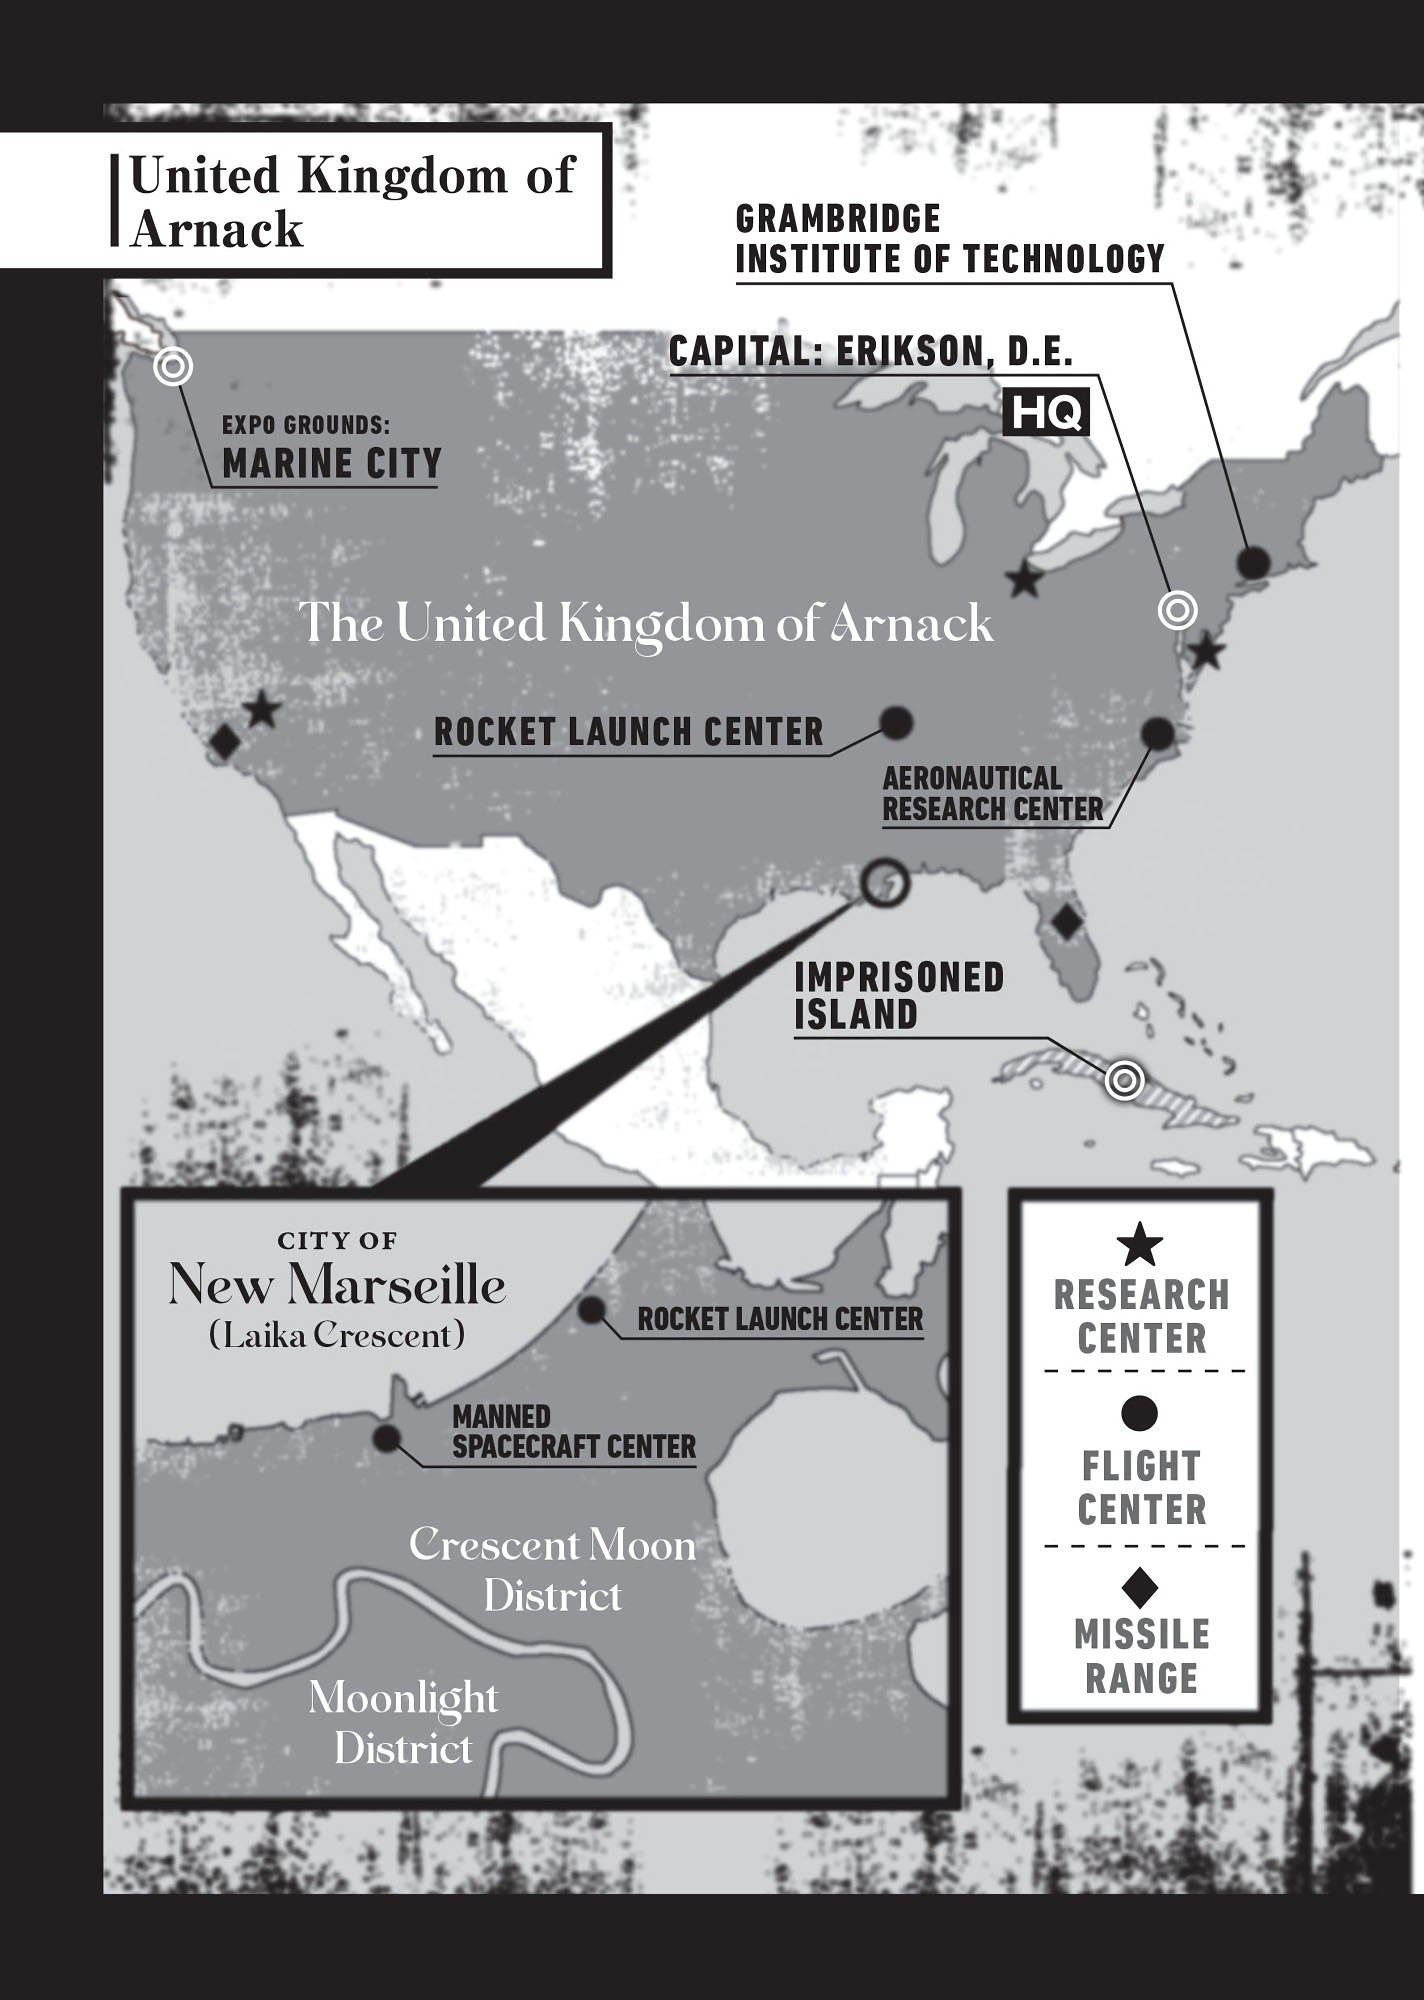 United Kingdom of
Arnack
GRAMBRIDGE
INSTITUTE OF TECHNOLOGY
CAPITAL: ERIKSON, D.E.
HQ
EXPO GROUNDS:
MARINE CITY
The United Kingdom of Arnack
ROCKET LAUNCH CENTER
AERONAUTICAL
RESEARCH CENTER
IMPRISONED
ISLAND
CITY OF
New Marseille
(Laika Crescent)
ROCKET LAUNCH CENTER
MANNED
SPACECRAFT CENTER
Crescent Moon
District
Moonlight
District
RESEARCH
CENTER
FLIGHT
CENTER
MISSILE
RANGE